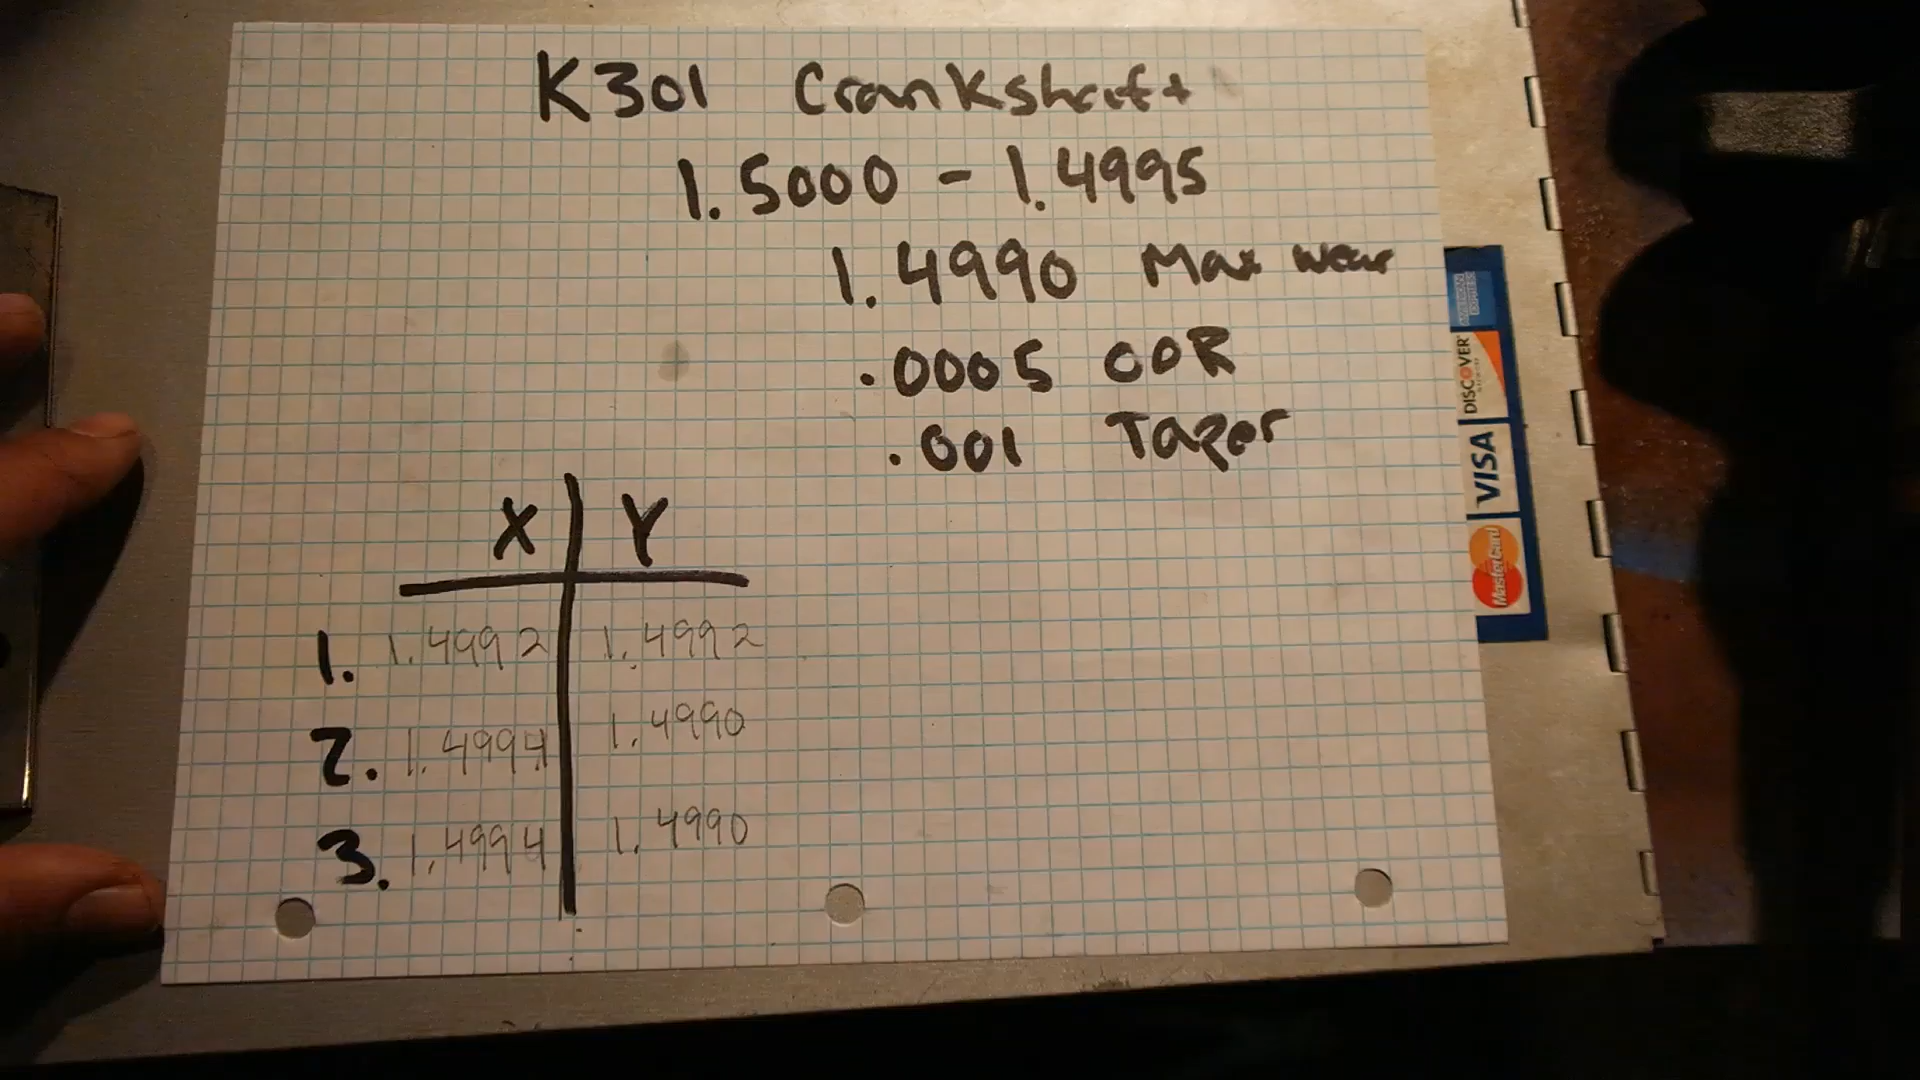 K301 Crankshaft
1.5000 - 1.4995
1.4990 Max wear
.0005 OOR
.001 Taper
X Y
1. 1.4992 1.4992
2. 1.4994 1.4990
3. 1.4994 1.4990
AMERICAN EXPRESS
DISCOVER
VISA
MasterCard